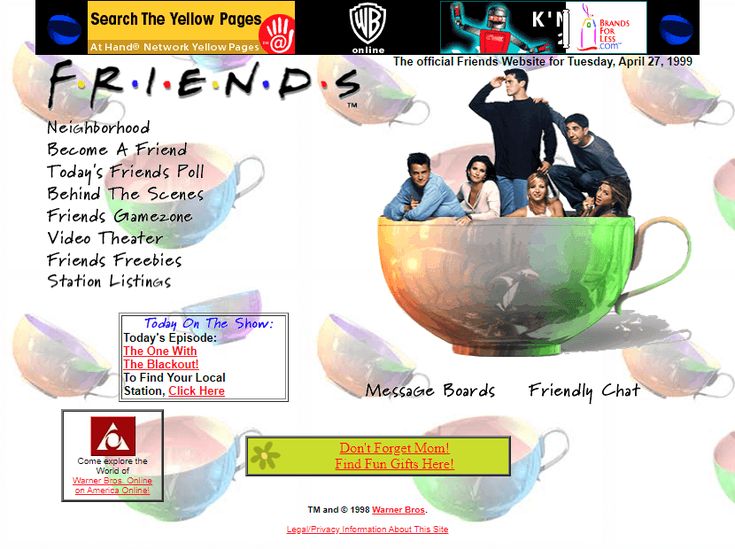 Search The Yellow Pages
At Hand® Network Yellow Pages
WB
online
K'N
BRANDS
FOR
LESS.com
The official Friends Website for Tuesday, April 27, 1999
F·R·I·E·N·D·S
TM
Neighborhood
Become A Friend
Today's Friends Poll
Behind The Scenes
Friends Gamezone
Video Theater
Friends Freebies
Station Listings
Today On The Show:
Today's Episode:
The One With
The Blackout!
To Find Your Local
Station, Click Here
Message Boards
Friendly Chat
Come explore the
World of
Warner Bros. Online
on America Online!
Don't Forget Mom!
Find Fun Gifts Here!
TM and © 1998 Warner Bros.
Legal/Privacy Information About This Site